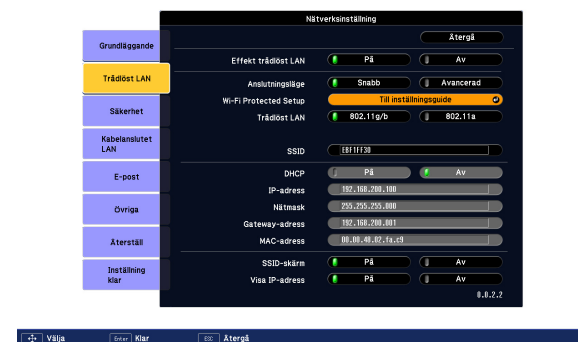 Nätverksinställning
Återgå
Grundläggande
Trådlöst LAN
Säkerhet
Kabelanslutet
LAN
E-post
Övriga
Återställ
Inställning
klar
Effekt trådlöst LAN På Av
Anslutningsläge Snabb Avancerad
Wi-Fi Protected Setup Till inställningsguide
Trådlöst LAN 802.11g/b 802.11a
SSID EBF1FF30
DHCP På Av
IP-adress 192.168.200.100
Nätmask 255.255.255.000
Gateway-adress 192.168.200.001
MAC-adress 00.00.48.02.fa.c9
SSID-skärm På Av
Visa IP-adress På Av
0.0.2.2
Välja Enter Klar ESC Återgå